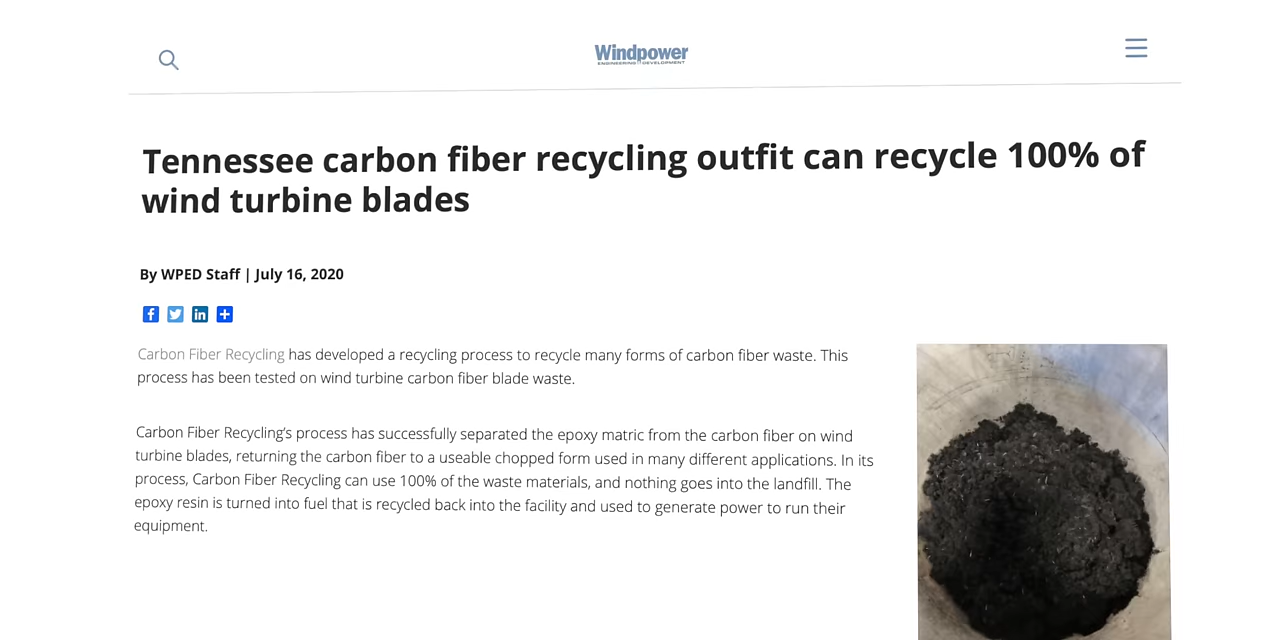 Windpower
ENGINEERING DEVELOPMENT
Tennessee carbon fiber recycling outfit can recycle 100% of
wind turbine blades
By WPED Staff | July 16, 2020
Carbon Fiber Recycling has developed a recycling process to recycle many forms of carbon fiber waste. This
process has been tested on wind turbine carbon fiber blade waste.
Carbon Fiber Recycling’s process has successfully separated the epoxy matric from the carbon fiber on wind
turbine blades, returning the carbon fiber to a useable chopped form used in many different applications. In its
process, Carbon Fiber Recycling can use 100% of the waste materials, and nothing goes into the landfill. The
epoxy resin is turned into fuel that is recycled back into the facility and used to generate power to run their
equipment.